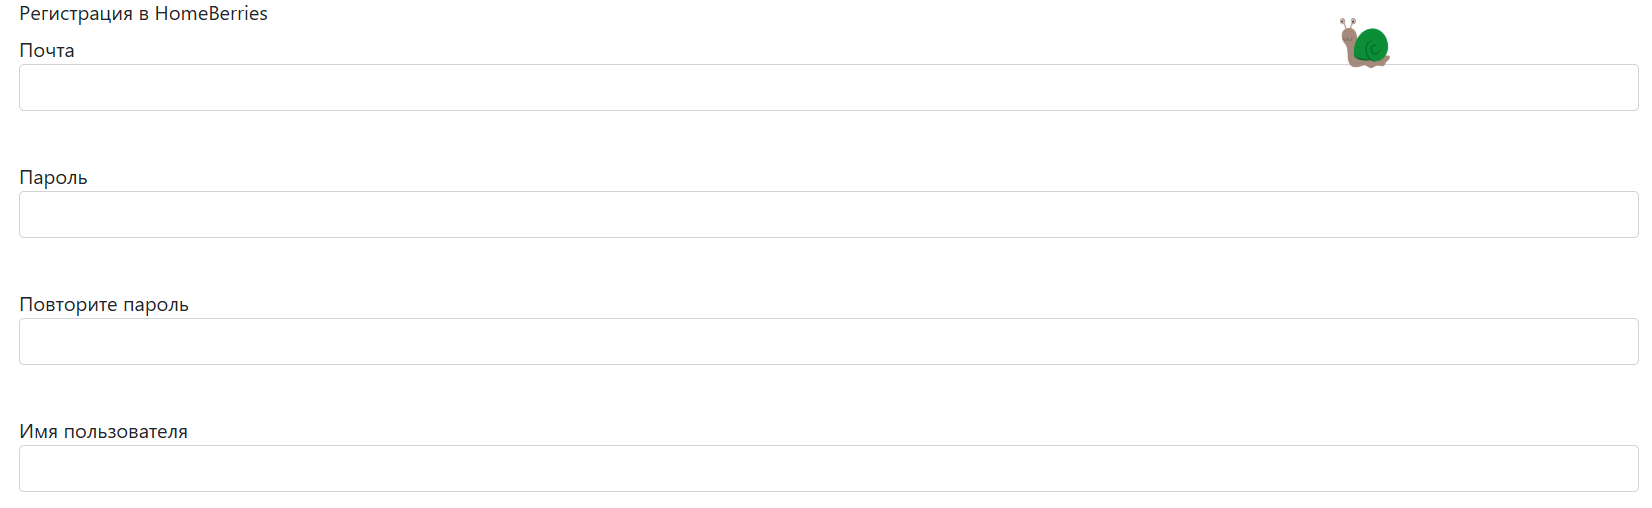 Регистрация в HomeBerries
Почта
Пароль
Повторите пароль
Имя пользователя